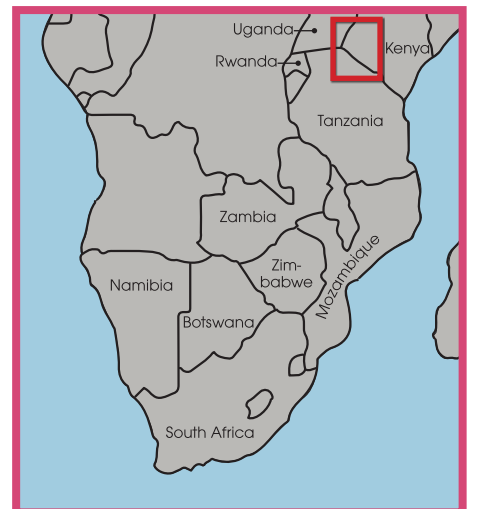 Uganda
Kenya
Rwanda
Tanzania
Zambia
Zim-
babwe
Mozambique
Namibia
Botswana
South Africa